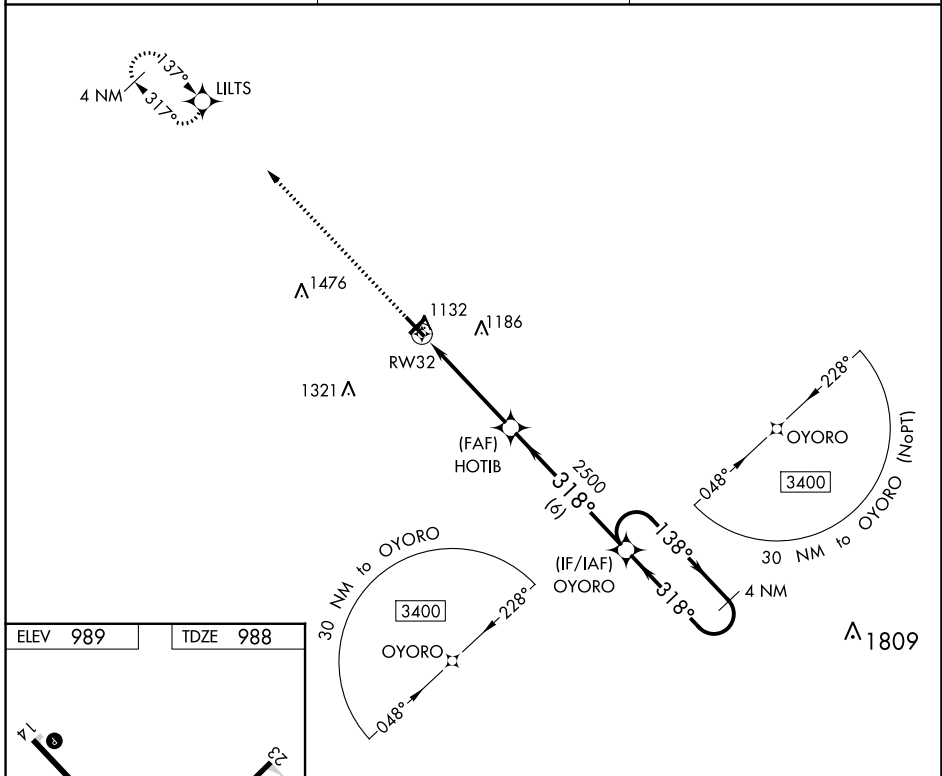 137°
LILTS
4 NM
317°
1476
1132
1186
RW32
1321
(FAF)
HOTIB
2500
318°
(6)
228°
OYORO
048°
3400
30 NM to OYORO (NoPT)
138°
(IF/IAF)
OYORO
4 NM
318°
30 NM to OYORO
3400
228°
OYORO
048°
1809
ELEV 989
TDZE 988
14
P
23